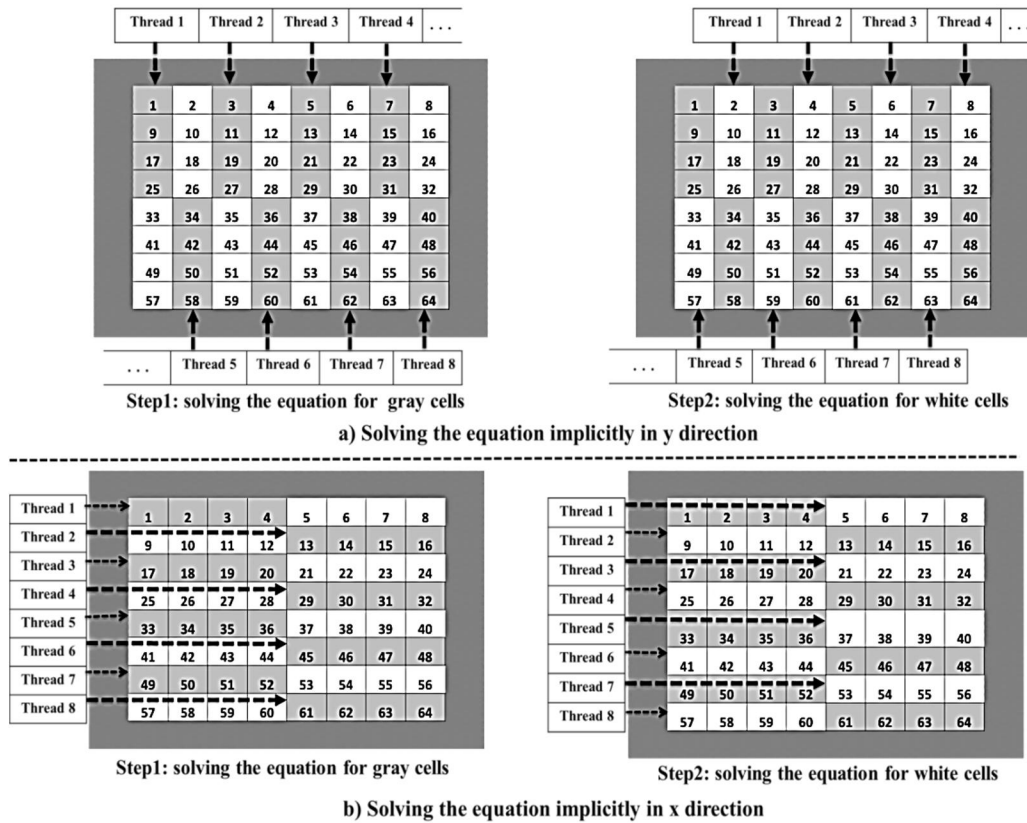 Thread 1 Thread 2 Thread 3 Thread 4 . . .
1 2 3 4 5 6 7 8
9 10 11 12 13 14 15 16
17 18 19 20 21 22 23 24
25 26 27 28 29 30 31 32
33 34 35 36 37 38 39 40
41 42 43 44 45 46 47 48
49 50 51 52 53 54 55 56
57 58 59 60 61 62 63 64
. . . Thread 5 Thread 6 Thread 7 Thread 8
Step1: solving the equation for gray cells
Thread 1 Thread 2 Thread 3 Thread 4 . . .
1 2 3 4 5 6 7 8
9 10 11 12 13 14 15 16
17 18 19 20 21 22 23 24
25 26 27 28 29 30 31 32
33 34 35 36 37 38 39 40
41 42 43 44 45 46 47 48
49 50 51 52 53 54 55 56
57 58 59 60 61 62 63 64
. . . Thread 5 Thread 6 Thread 7 Thread 8
Step2: solving the equation for white cells
a) Solving the equation implicitly in y direction
Thread 1 1 2 3 4 5 6 7 8
Thread 2 9 10 11 12 13 14 15 16
Thread 3 17 18 19 20 21 22 23 24
Thread 4 25 26 27 28 29 30 31 32
Thread 5 33 34 35 36 37 38 39 40
Thread 6 41 42 43 44 45 46 47 48
Thread 7 49 50 51 52 53 54 55 56
Thread 8 57 58 59 60 61 62 63 64
Step1: solving the equation for gray cells
Thread 1 1 2 3 4 5 6 7 8
Thread 2 9 10 11 12 13 14 15 16
Thread 3 17 18 19 20 21 22 23 24
Thread 4 25 26 27 28 29 30 31 32
Thread 5 33 34 35 36 37 38 39 40
Thread 6 41 42 43 44 45 46 47 48
Thread 7 49 50 51 52 53 54 55 56
Thread 8 57 58 59 60 61 62 63 64
Step2: solving the equation for white cells
b) Solving the equation implicitly in x direction